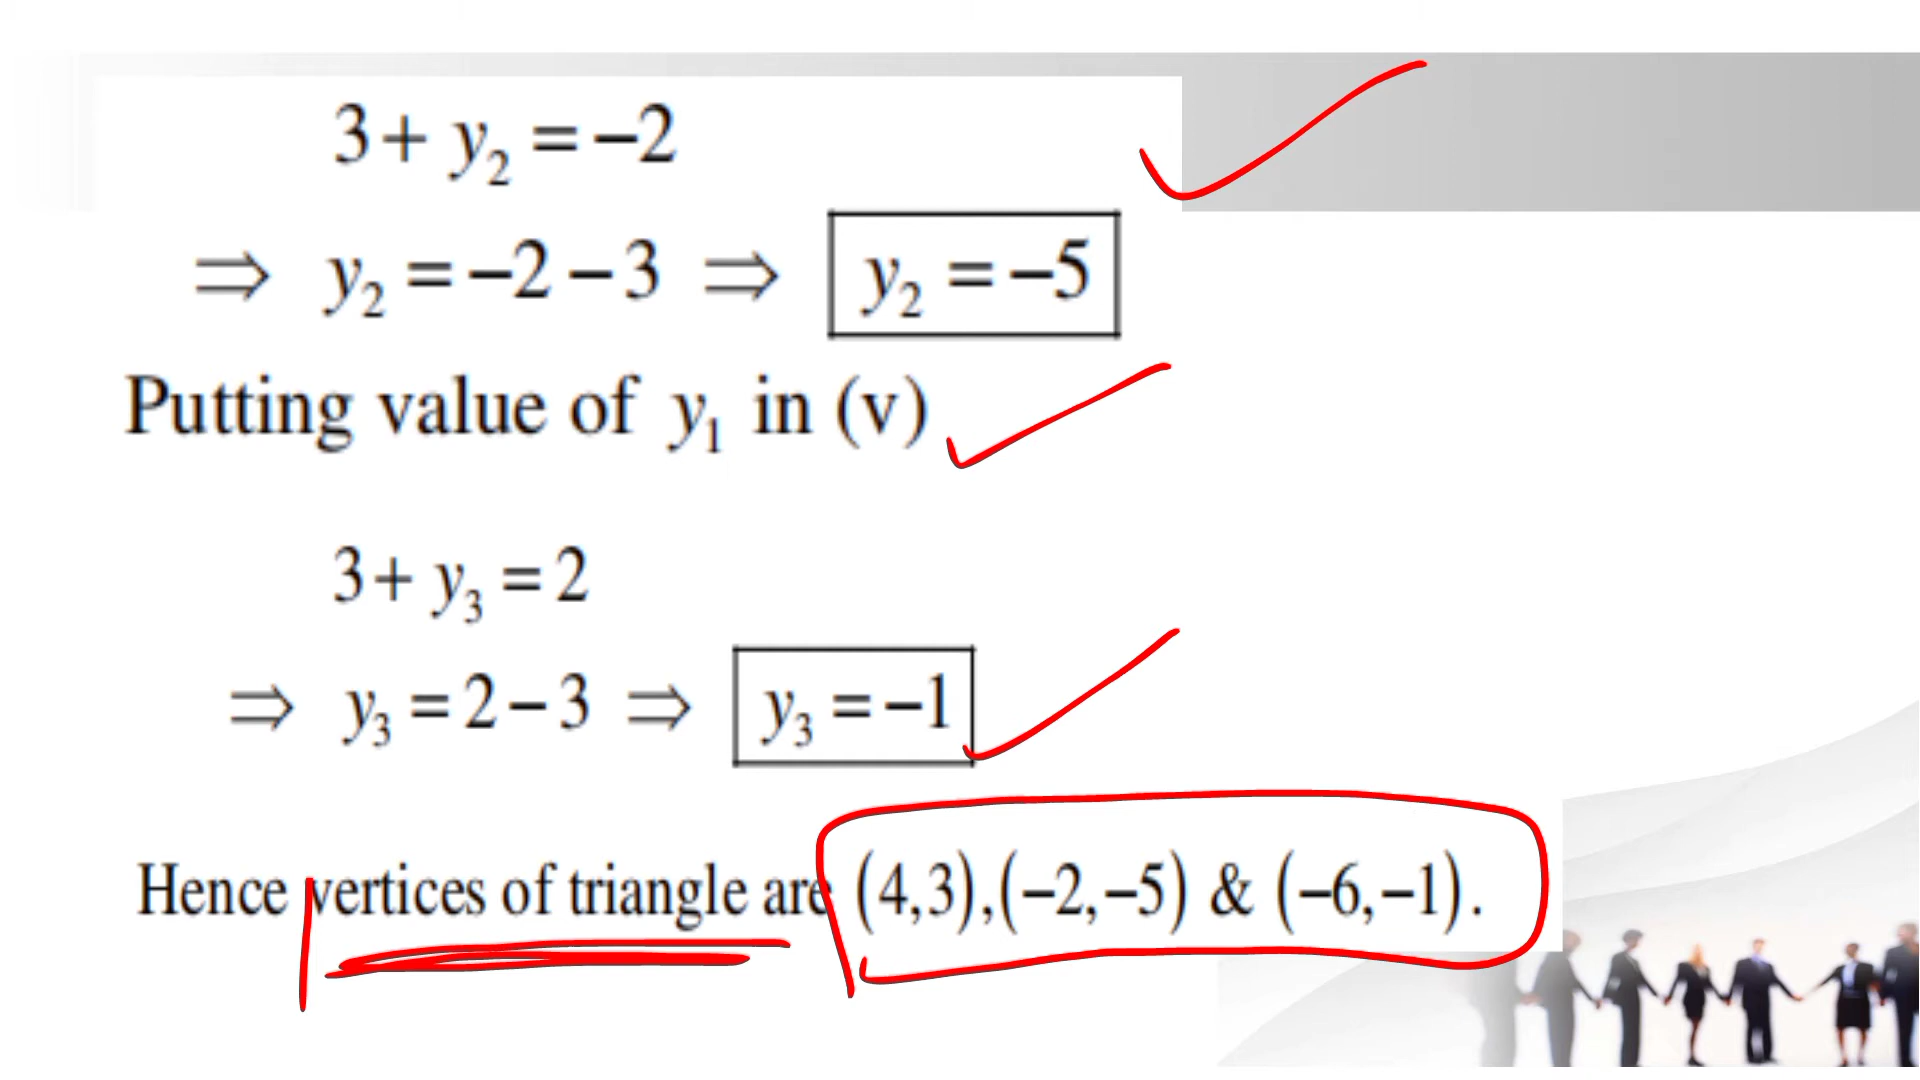 3 + y₂ = −2
⇒ y₂ = −2 − 3 ⇒ y₂ = −5
Putting value of y₁ in (v)
3 + y₃ = 2
⇒ y₃ = 2 − 3 ⇒ y₃ = −1
Hence vertices of triangle are (4,3),(−2,−5) & (−6,−1).